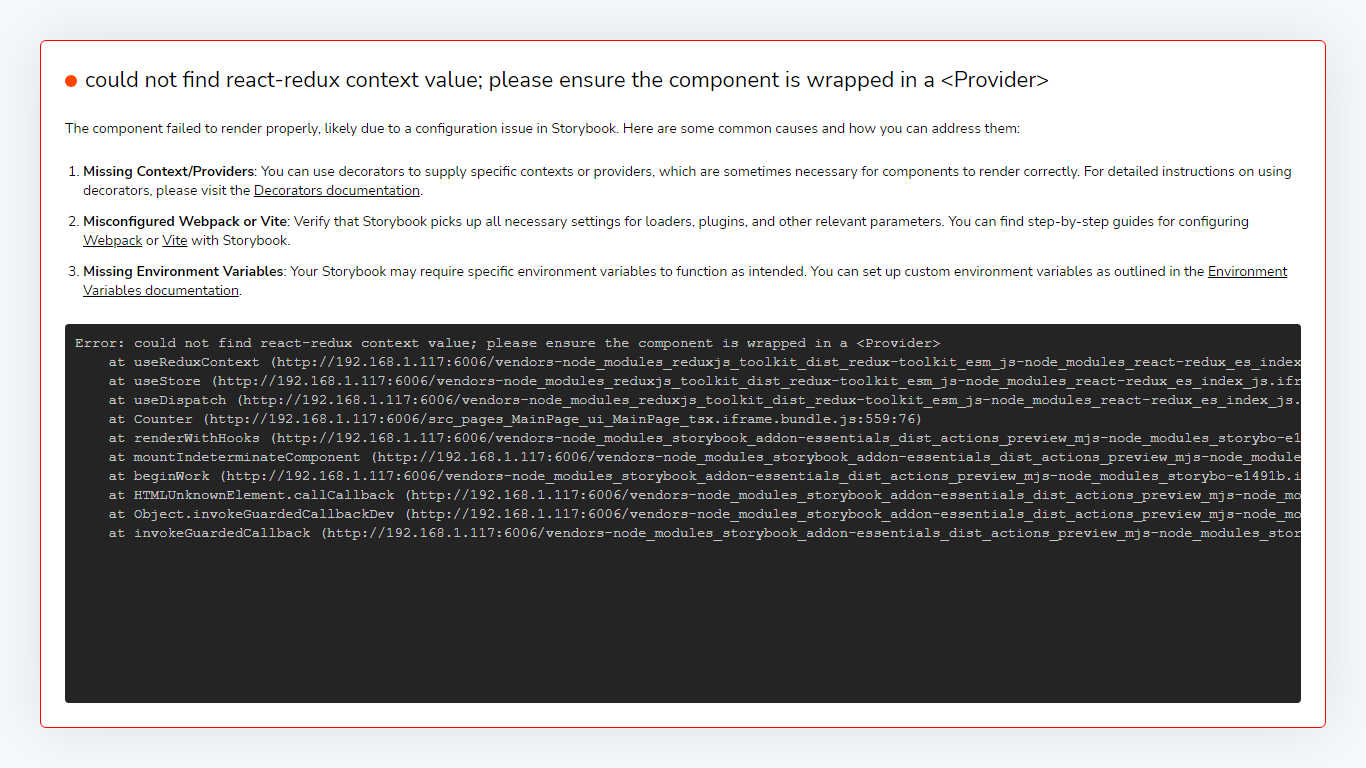 could not find react-redux context value; please ensure the component is wrapped in a <Provider>
The component failed to render properly, likely due to a configuration issue in Storybook. Here are some common causes and how you can address them:
1. Missing Context/Providers: You can use decorators to supply specific contexts or providers, which are sometimes necessary for components to render correctly. For detailed instructions on using
decorators, please visit the Decorators documentation.
2. Misconfigured Webpack or Vite: Verify that Storybook picks up all necessary settings for loaders, plugins, and other relevant parameters. You can find step-by-step guides for configuring
Webpack or Vite with Storybook.
3. Missing Environment Variables: Your Storybook may require specific environment variables to function as intended. You can set up custom environment variables as outlined in the Environment
Variables documentation.
Error: could not find react-redux context value; please ensure the component is wrapped in a <Provider>
at useReduxContext (http://192.168.1.117:6006/vendors-node_modules_reduxjs_toolkit_dist_redux-toolkit_esm_js-node_modules_react-redux_es_index
at useStore (http://192.168.1.117:6006/vendors-node_modules_reduxjs_toolkit_dist_redux-toolkit_esm_js-node_modules_react-redux_es_index_js.ifr
at useDispatch (http://192.168.1.117:6006/vendors-node_modules_reduxjs_toolkit_dist_redux-toolkit_esm_js-node_modules_react-redux_es_index_js.
at Counter (http://192.168.1.117:6006/src_pages_MainPage_ui_MainPage_tsx.iframe.bundle.js:559:76)
at renderWithHooks (http://192.168.1.117:6006/vendors-node_modules_storybook_addon-essentials_dist_actions_preview_mjs-node_modules_storybo-e1
at mountIndeterminateComponent (http://192.168.1.117:6006/vendors-node_modules_storybook_addon-essentials_dist_actions_preview_mjs-node_module
at beginWork (http://192.168.1.117:6006/vendors-node_modules_storybook_addon-essentials_dist_actions_preview_mjs-node_modules_storybo-e1491b.i
at HTMLUnknownElement.callCallback (http://192.168.1.117:6006/vendors-node_modules_storybook_addon-essentials_dist_actions_preview_mjs-node_mo
at Object.invokeGuardedCallbackDev (http://192.168.1.117:6006/vendors-node_modules_storybook_addon-essentials_dist_actions_preview_mjs-node_mo
at invokeGuardedCallback (http://192.168.1.117:6006/vendors-node_modules_storybook_addon-essentials_dist_actions_preview_mjs-node_modules_stor